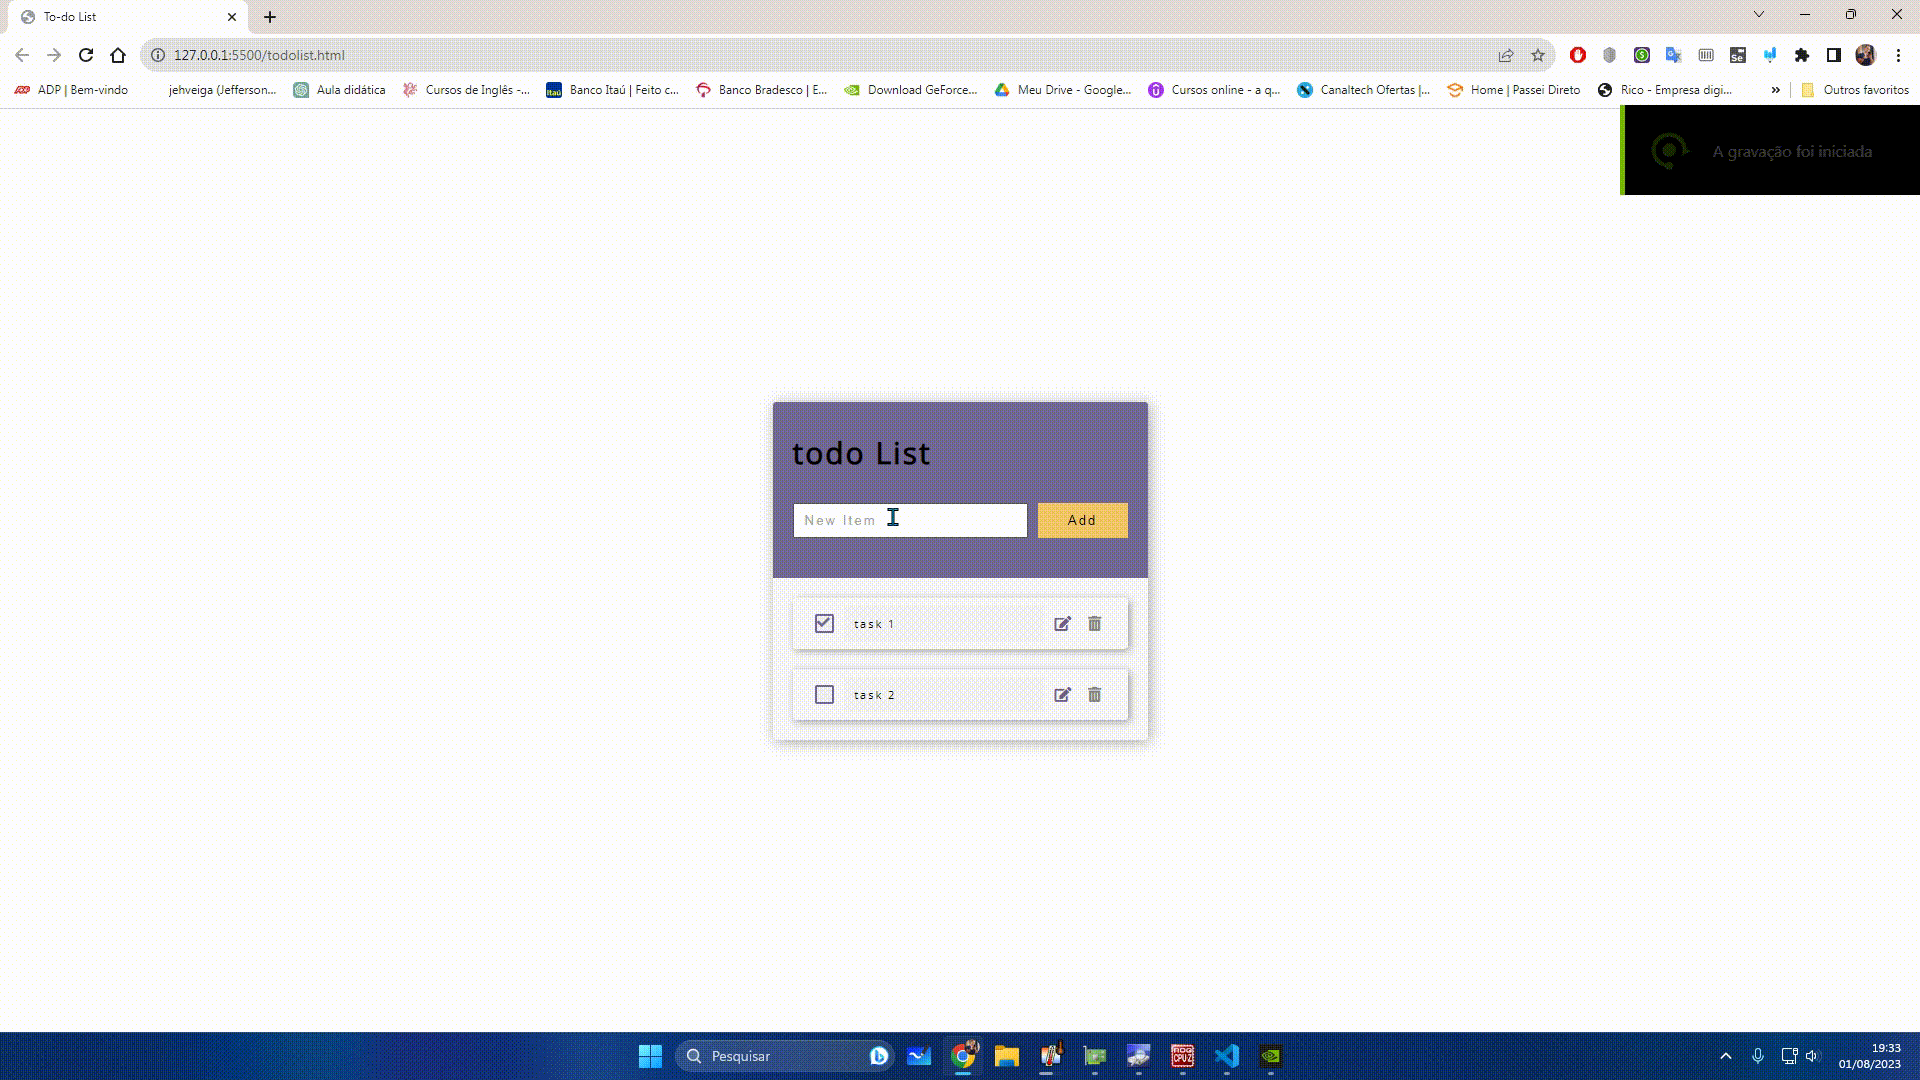 To-do List
127.0.0.1:5500/todolist.html
ADP | Bem-vindo
jehveiga (Jefferson...
Aula didática
Cursos de Inglês -...
Banco Itaú | Feito c...
Banco Bradesco | E...
Download GeForce...
Meu Drive - Google...
Cursos online - a q...
Canaltech Ofertas |...
Home | Passei Direto
Rico - Empresa digi...
»
Outros favoritos
A gravação foi iniciada
todo List
New Item
Add
task 1
task 2
Pesquisar
19:33
01/08/2023